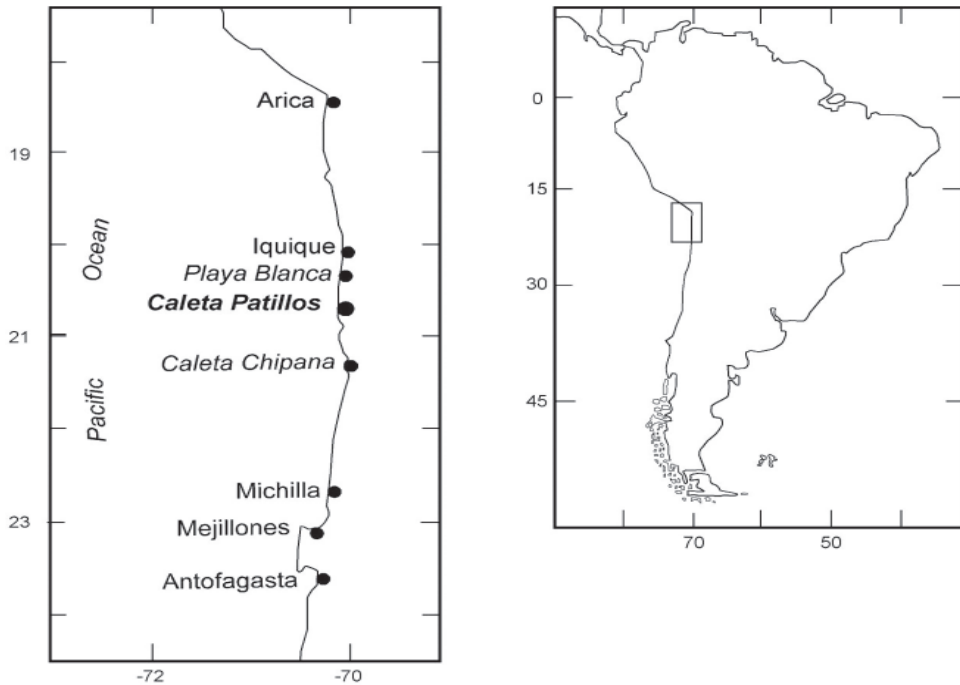 Arica
19
Ocean
Iquique
Playa Blanca
Caleta Patillos
21
Caleta Chipana
Pacific
Michilla
23
Mejillones
Antofagasta
-72
-70
0
15
30
45
70
50